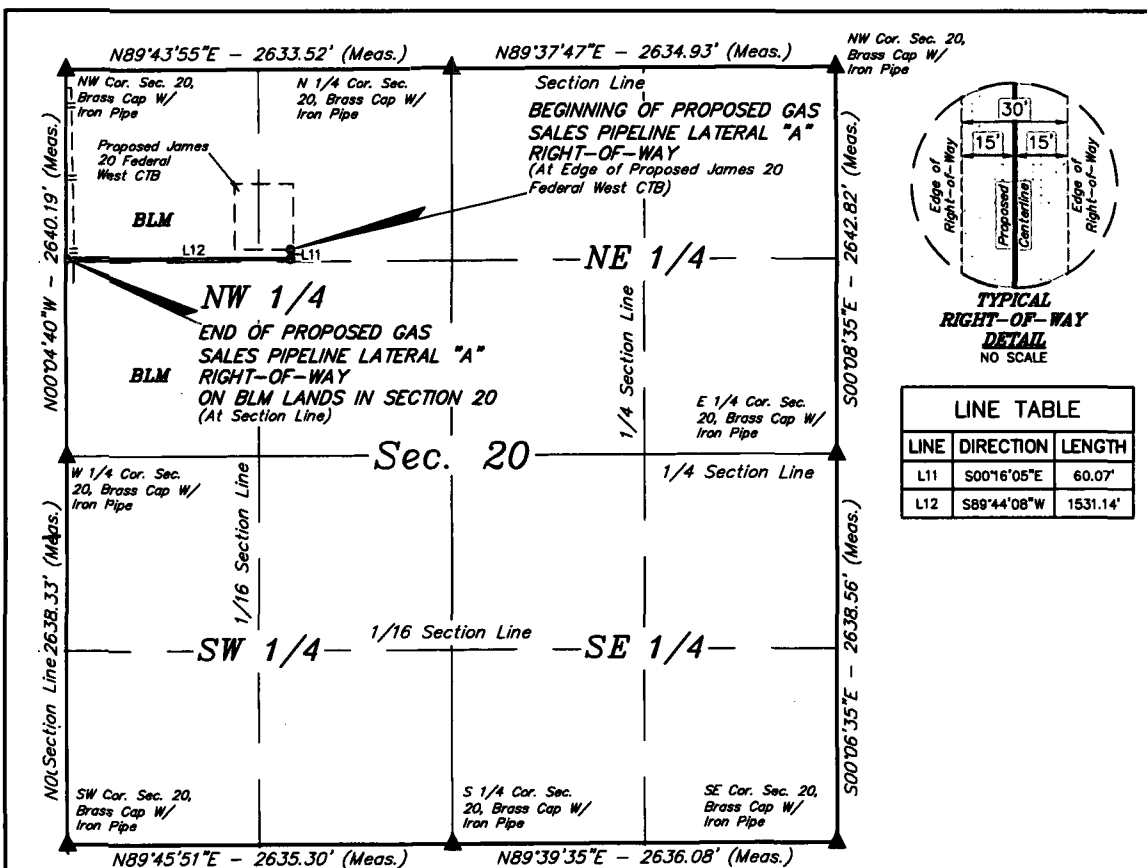 N89°43'55"E - 2633.52' (Meas.)
N89°37'47"E - 2634.93' (Meas.)
NW Cor. Sec. 20,
Brass Cap W/
Iron Pipe
NW Cor. Sec. 20,
Brass Cap W/
Iron Pipe
N 1/4 Cor. Sec.
20, Brass Cap W/
Iron Pipe
Section Line
BEGINNING OF PROPOSED GAS
SALES PIPELINE LATERAL "A"
RIGHT-OF-WAY
(At Edge of Proposed James 20
Federal West CTB)
Proposed James
20 Federal
West CTB
BLM
L12
L11
N00°04'40"W - 2640.19' (Meas.)
S00°08'35"E - 2642.82' (Meas.)
NW 1/4
NE 1/4
END OF PROPOSED GAS
SALES PIPELINE LATERAL "A"
RIGHT-OF-WAY
ON BLM LANDS IN SECTION 20
(At Section Line)
BLM
1/4 Section Line
E 1/4 Cor. Sec.
20, Brass Cap W/
Iron Pipe
Sec. 20
1/4 Section Line
W 1/4 Cor. Sec.
20, Brass Cap W/
Iron Pipe
1/16 Section Line
1/16 Section Line
SW 1/4
SE 1/4
Section Line 2638.33' (Meas.)
S00°06'35"E - 2638.56' (Meas.)
SW Cor. Sec. 20,
Brass Cap W/
Iron Pipe
S 1/4 Cor. Sec.
20, Brass Cap W/
Iron Pipe
SE Cor. Sec. 20,
Brass Cap W/
Iron Pipe
N89°45'51"E - 2635.30' (Meas.)
N89°39'35"E - 2636.08' (Meas.)
30'
15' 15'
Edge of
Right-of-Way
Proposed
Centerline
Edge of
Right-of-Way
TYPICAL
RIGHT-OF-WAY
DETAIL
NO SCALE
LINE TABLE
LINE DIRECTION LENGTH
L11 S00°16'05"E 60.07'
L12 S89°44'08"W 1531.14'